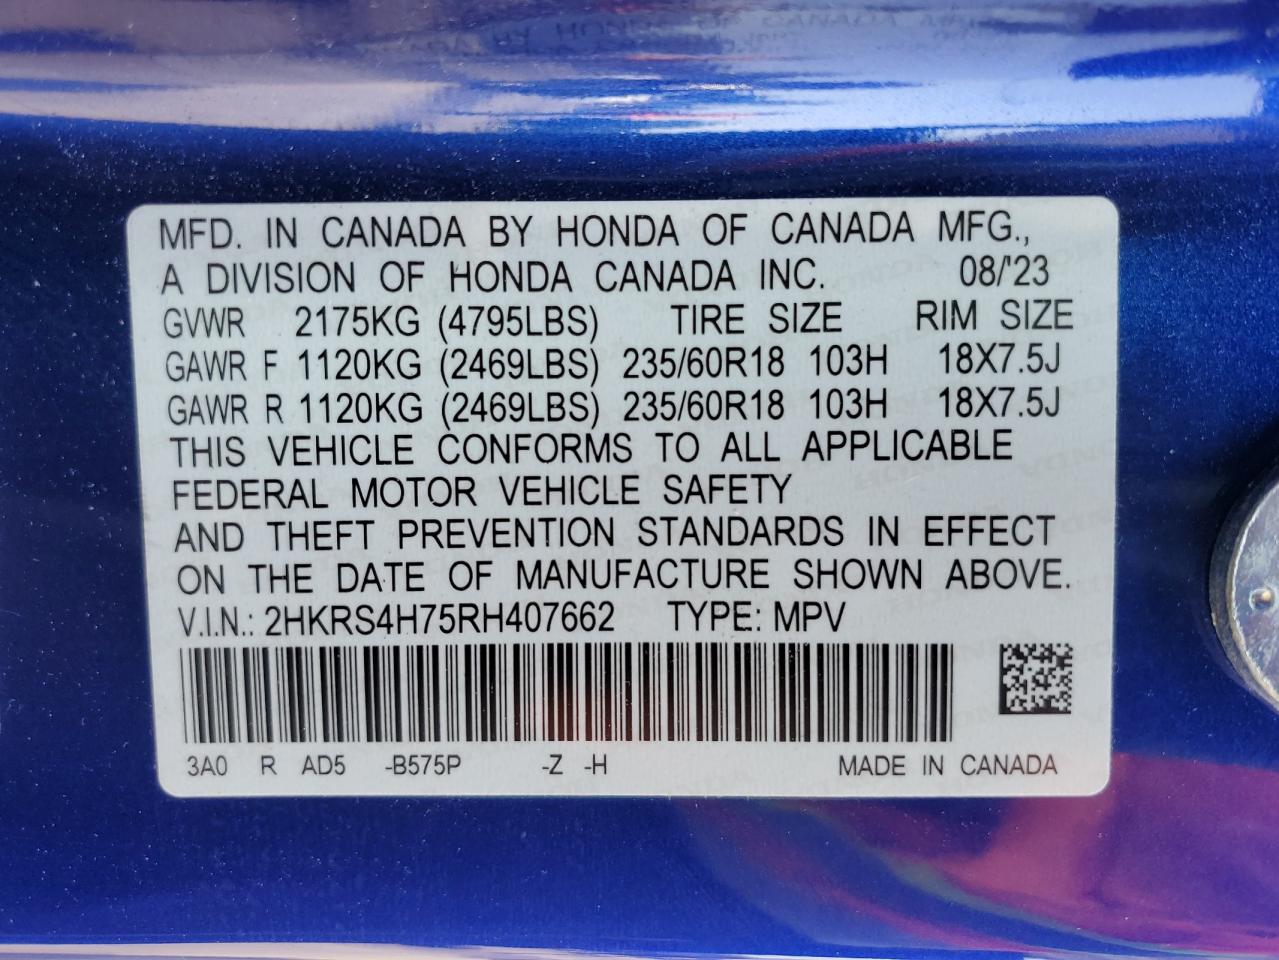 MFD. IN CANADA BY HONDA OF CANADA MFG.,
A DIVISION OF HONDA CANADA INC. 08/'23
GVWR 2175KG (4795LBS) TIRE SIZE RIM SIZE
GAWR F 1120KG (2469LBS) 235/60R18 103H 18X7.5J
GAWR R 1120KG (2469LBS) 235/60R18 103H 18X7.5J
THIS VEHICLE CONFORMS TO ALL APPLICABLE
FEDERAL MOTOR VEHICLE SAFETY
AND THEFT PREVENTION STANDARDS IN EFFECT
ON THE DATE OF MANUFACTURE SHOWN ABOVE.
V.I.N.: 2HKRS4H75RH407662 TYPE: MPV
3A0 R AD5 -B575P -Z -H MADE IN CANADA